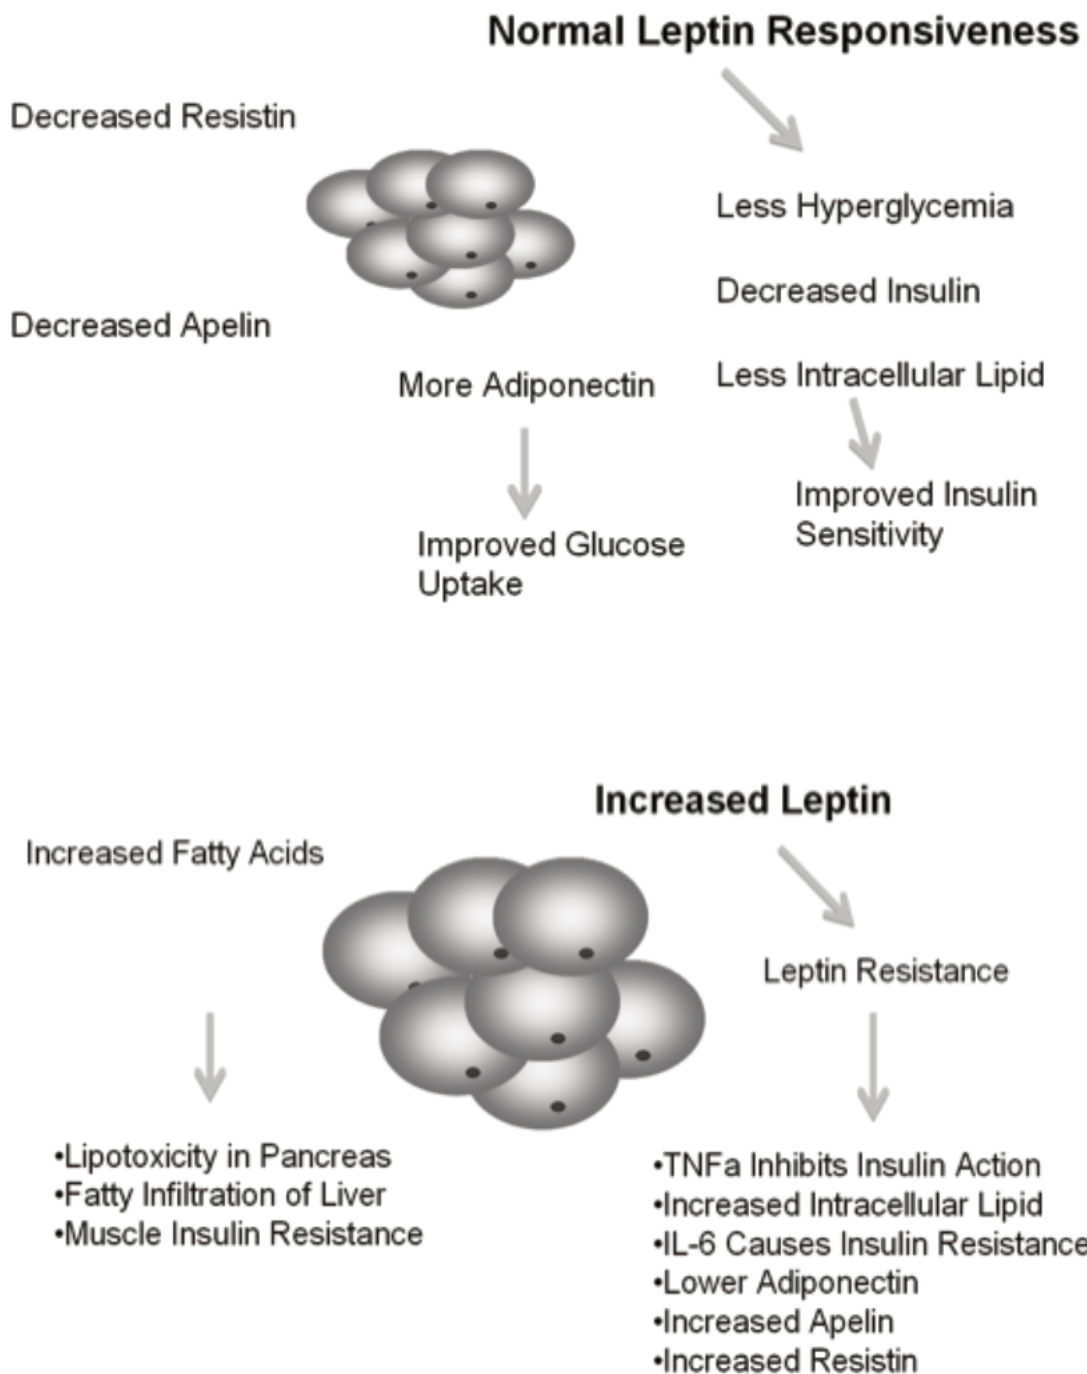 Normal Leptin Responsiveness
Decreased Resistin
Less Hyperglycemia
Decreased Insulin
Decreased Apelin
Less Intracellular Lipid
More Adiponectin
Improved Insulin
Sensitivity
Improved Glucose
Uptake
Increased Leptin
Increased Fatty Acids
Leptin Resistance
•Lipotoxicity in Pancreas
•Fatty Infiltration of Liver
•Muscle Insulin Resistance
•TNFa Inhibits Insulin Action
•Increased Intracellular Lipid
•IL-6 Causes Insulin Resistance
•Lower Adiponectin
•Increased Apelin
•Increased Resistin